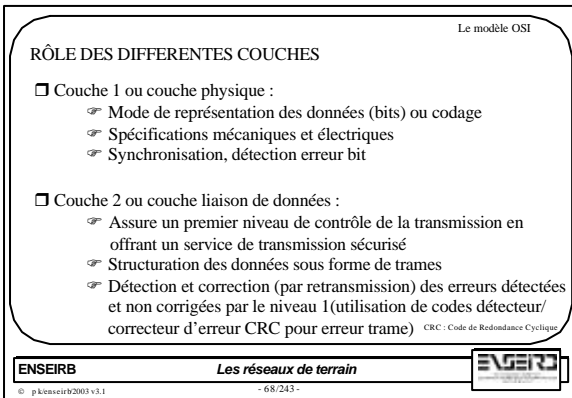 Le modèle OSI
RÔLE DES DIFFERENTES COUCHES
Couche 1 ou couche physique :
Mode de représentation des données (bits) ou codage
Spécifications mécaniques et électriques
Synchronisation, détection erreur bit
Couche 2 ou couche liaison de données :
Assure un premier niveau de contrôle de la transmission en
offrant un service de transmission sécurisé
Structuration des données sous forme de trames
Détection et correction (par retransmission) des erreurs détectées
et non corrigées par le niveau 1(utilisation de codes détecteur/
correcteur d'erreur CRC pour erreur trame) CRC : Code de Redondance Cyclique
ENSEIRB Les réseaux de terrain ENSEIRB
© p k/enseirb/2003 v3.1 - 68/243 -